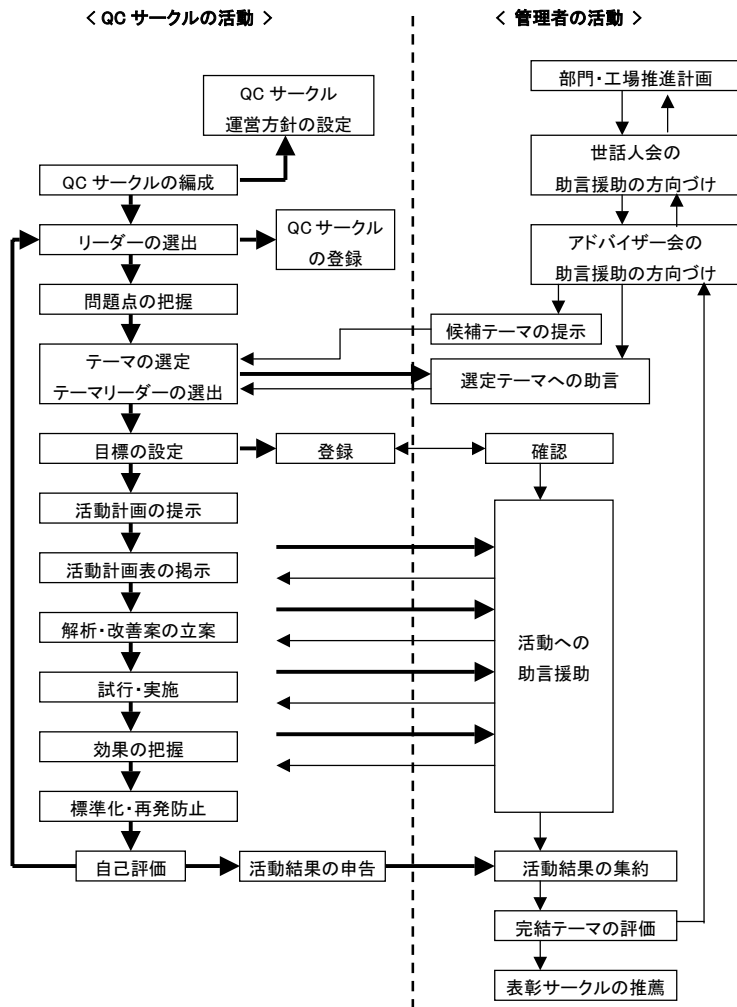 < QC サークルの活動 >
< 管理者の活動 >
QC サークル
運営方針の設定
QC サークルの編成
リーダーの選出
QC サークル
の登録
問題点の把握
テーマの選定
テーマリーダーの選出
目標の設定
登録
活動計画の提示
活動計画表の掲示
解析・改善案の立案
試行・実施
効果の把握
標準化・再発防止
自己評価
活動結果の申告
部門・工場推進計画
世話人会の
助言援助の方向づけ
アドバイザー会の
助言援助の方向づけ
候補テーマの提示
選定テーマへの助言
確認
活動への
助言援助
活動結果の集約
完結テーマの評価
表彰サークルの推薦